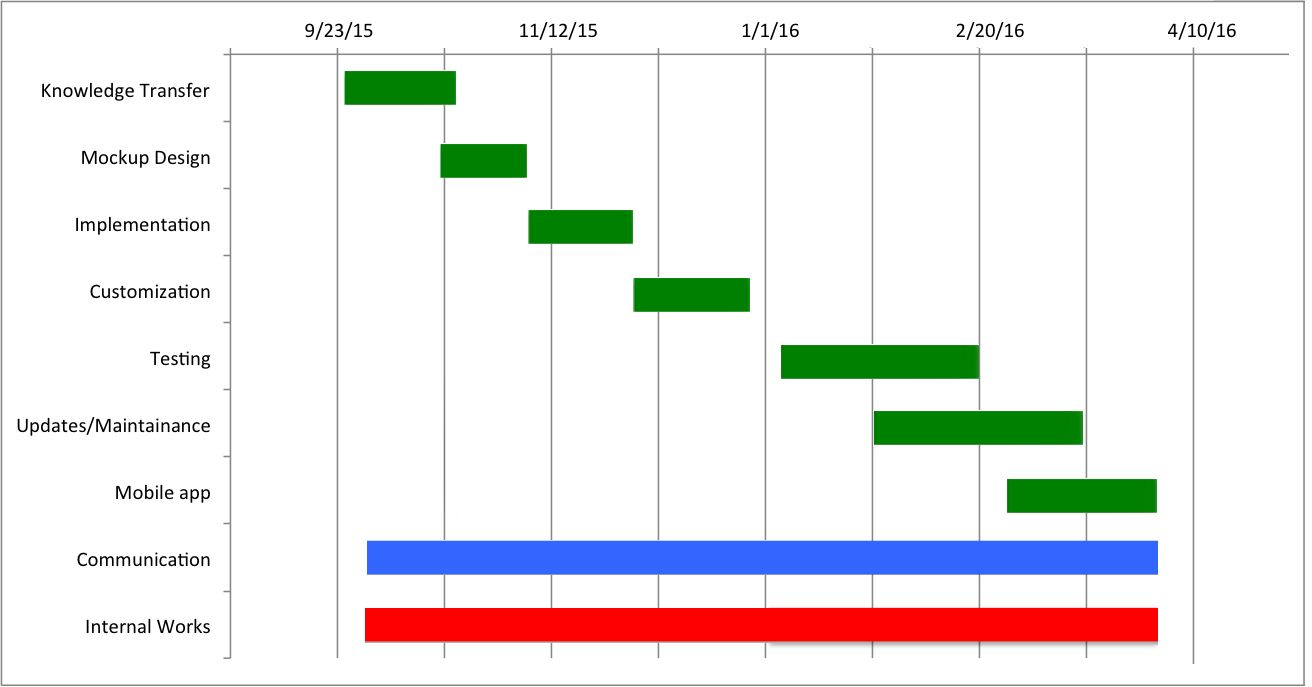 9/23/15 11/12/15 1/1/16 2/20/16 4/10/16
Knowledge Transfer
Mockup Design
Implementation
Customization
Testing
Updates/Maintainance
Mobile app
Communication
Internal Works